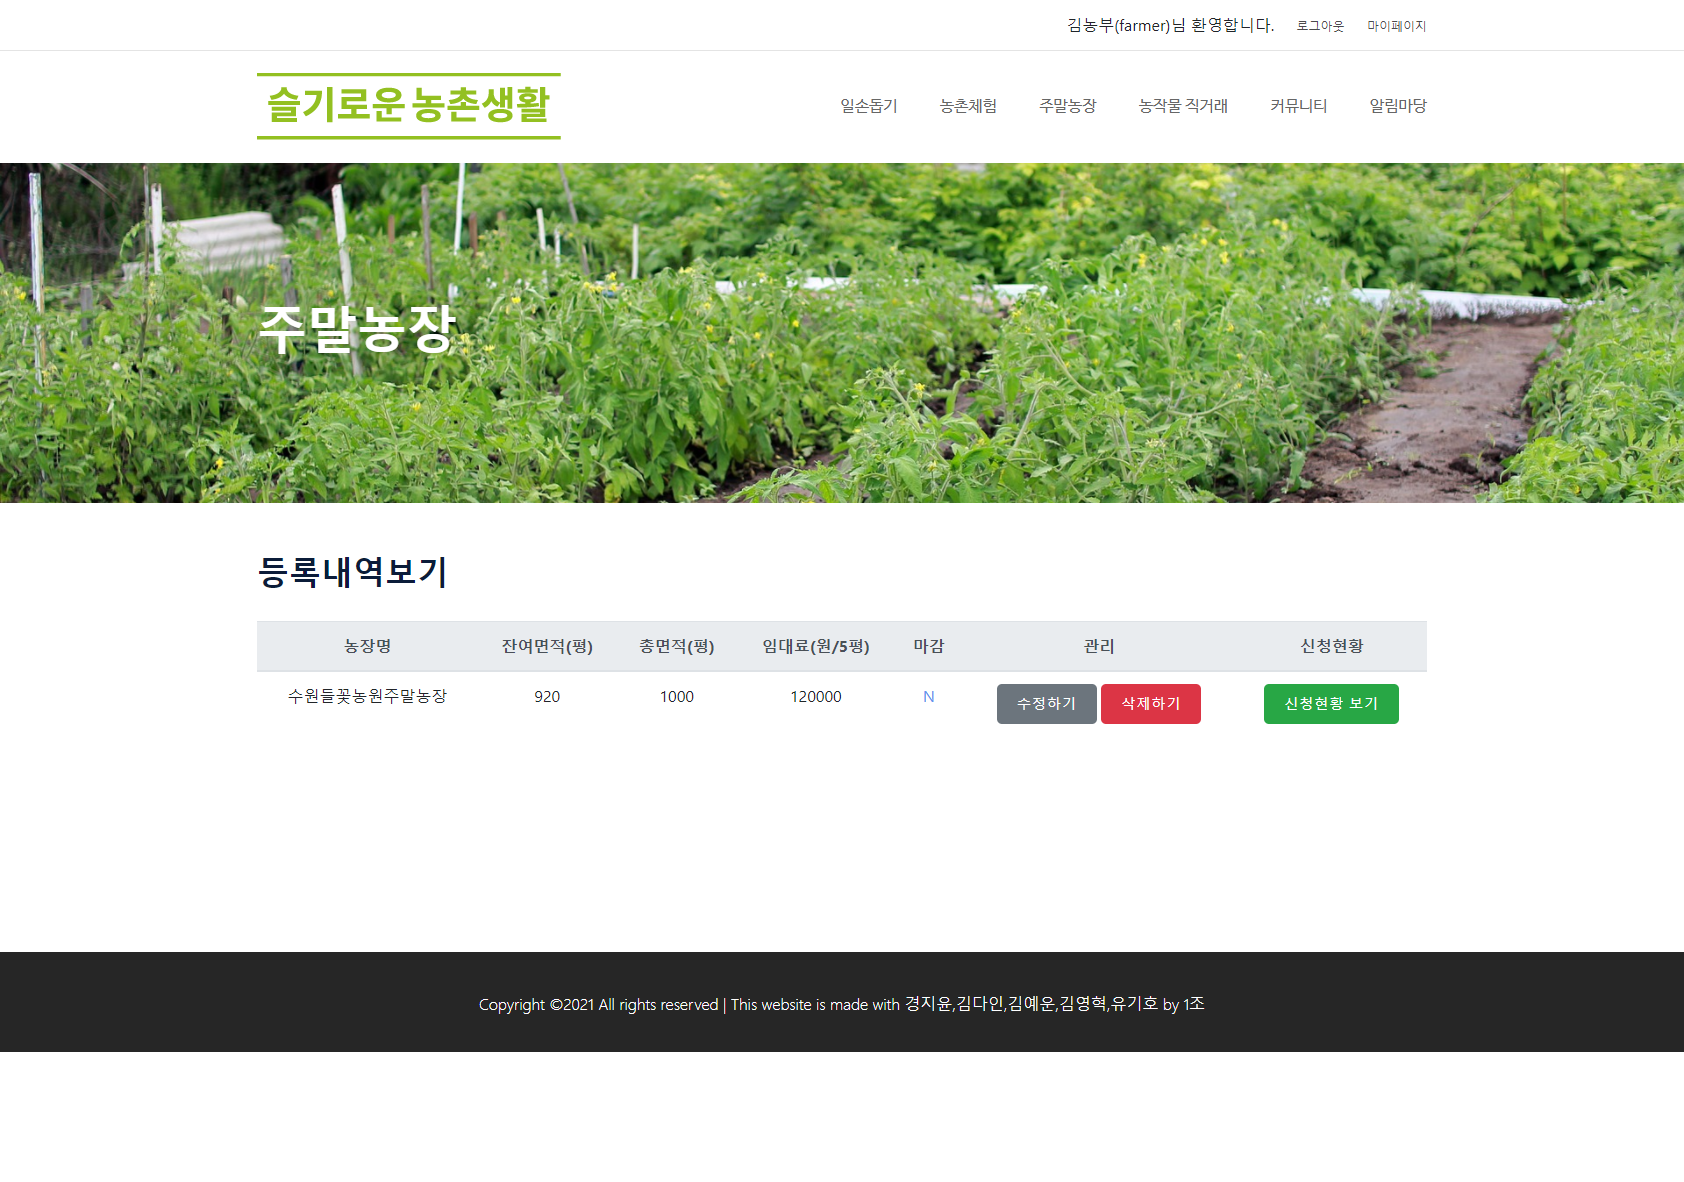 김농부(farmer)님 환영합니다. 로그아웃 마이페이지
슬기로운 농촌생활
일손돕기 농촌체험 주말농장 농작물 직거래 커뮤니티 알림마당
주말농장
등록내역보기
농장명 잔여면적(평) 총면적(평) 임대료(원/5평) 마감 관리 신청현황
수원들꽃농원주말농장 920 1000 120000 N 수정하기 삭제하기 신청현황 보기
Copyright ©2021 All rights reserved | This website is made with 경지윤,김다인,김예운,김영혁,유기호 by 1조